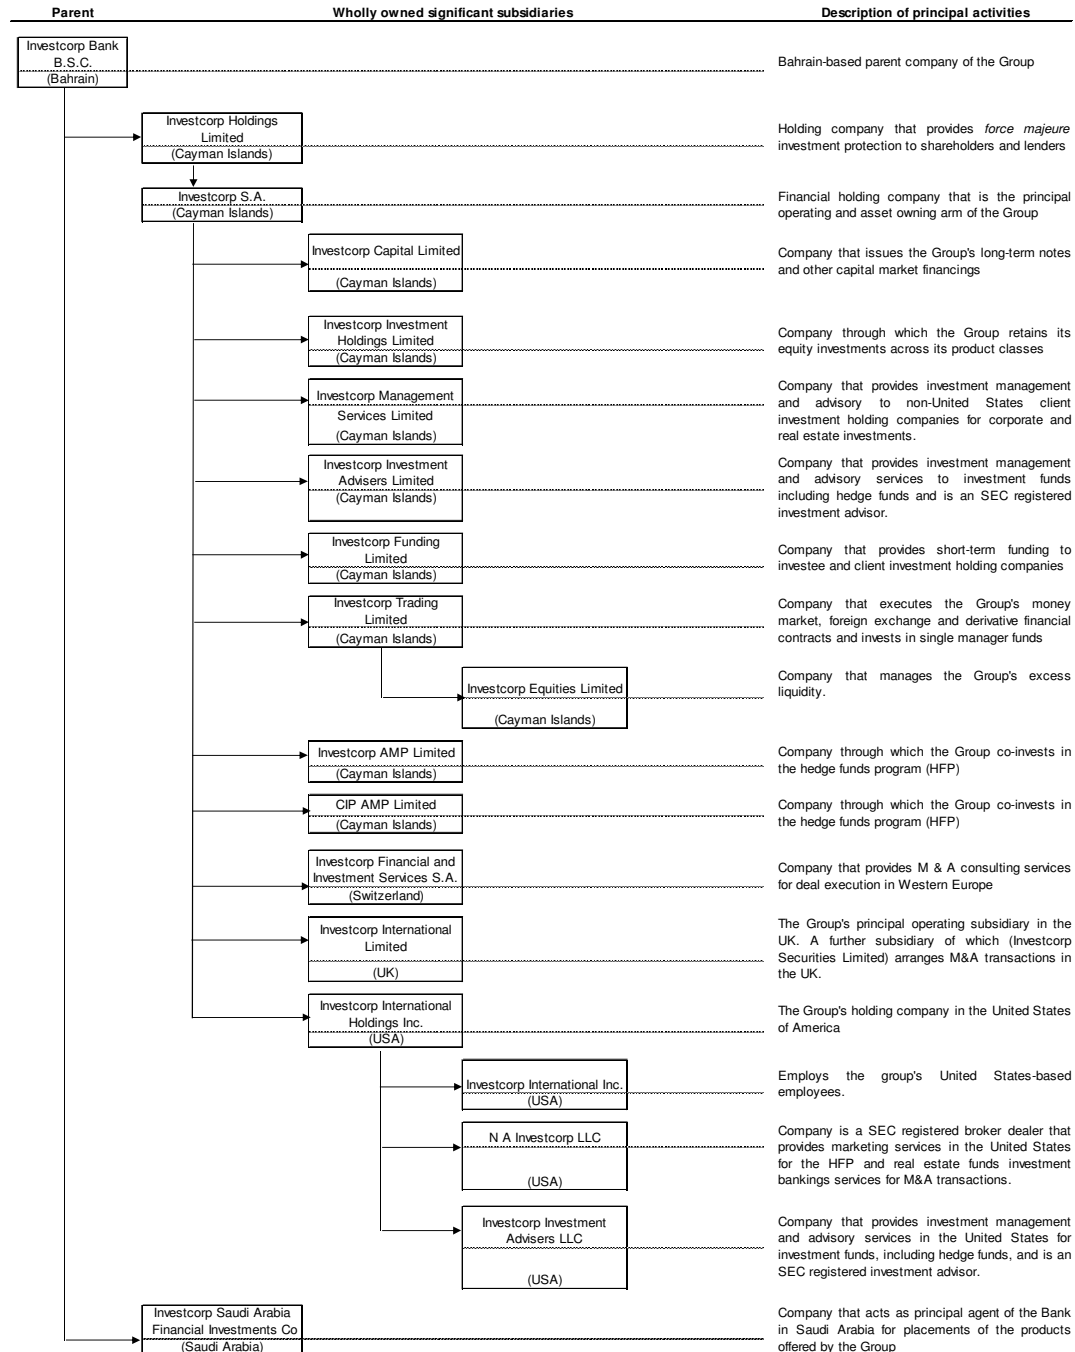 Parent Wholly owned significant subsidiaries Description of principal activities
Investcorp Bank
B.S.C.
(Bahrain)
Bahrain-based parent company of the Group
Investcorp Holdings
Limited
(Cayman Islands)
Holding company that provides force majeure
investment protection to shareholders and lenders
Investcorp S.A.
(Cayman Islands)
Financial holding company that is the principal
operating and asset owning arm of the Group
Investcorp Capital Limited
(Cayman Islands)
Company that issues the Group's long-term notes
and other capital market financings
Investcorp Investment
Holdings Limited
(Cayman Islands)
Company through which the Group retains its
equity investments across its product classes
Investcorp Management
Services Limited
(Cayman Islands)
Company that provides investment management
and advisory to non-United States client
investment holding companies for corporate and
real estate investments.
Investcorp Investment
Advisers Limited
(Cayman Islands)
Company that provides investment management
and advisory services to investment funds
including hedge funds and is an SEC registered
investment advisor.
Investcorp Funding
Limited
(Cayman Islands)
Company that provides short-term funding to
investee and client investment holding companies
Investcorp Trading
Limited
(Cayman Islands)
Company that executes the Group's money
market, foreign exchange and derivative financial
contracts and invests in single manager funds
Investcorp Equities Limited
(Cayman Islands)
Company that manages the Group's excess
liquidity.
Investcorp AMP Limited
(Cayman Islands)
Company through which the Group co-invests in
the hedge funds program (HFP)
CIP AMP Limited
(Cayman Islands)
Company through which the Group co-invests in
the hedge funds program (HFP)
Investcorp Financial and
Investment Services S.A.
(Switzerland)
Company that provides M & A consulting services
for deal execution in Western Europe
Investcorp International
Limited
(UK)
The Group's principal operating subsidiary in the
UK. A further subsidiary of which (Investcorp
Securities Limited) arranges M&A transactions in
the UK.
Investcorp International
Holdings Inc.
(USA)
The Group's holding company in the United States
of America
Investcorp International Inc.
(USA)
Employs the group's United States-based
employees.
N A Investcorp LLC
(USA)
Company is a SEC registered broker dealer that
provides marketing services in the United States
for the HFP and real estate funds investment
bankings services for M&A transactions.
Investcorp Investment
Advisers LLC
(USA)
Company that provides investment management
and advisory services in the United States for
investment funds, including hedge funds, and is an
SEC registered investment advisor.
Investcorp Saudi Arabia
Financial Investments Co
(Saudi Arabia)
Company that acts as principal agent of the Bank
in Saudi Arabia for placements of the products
offered by the Group